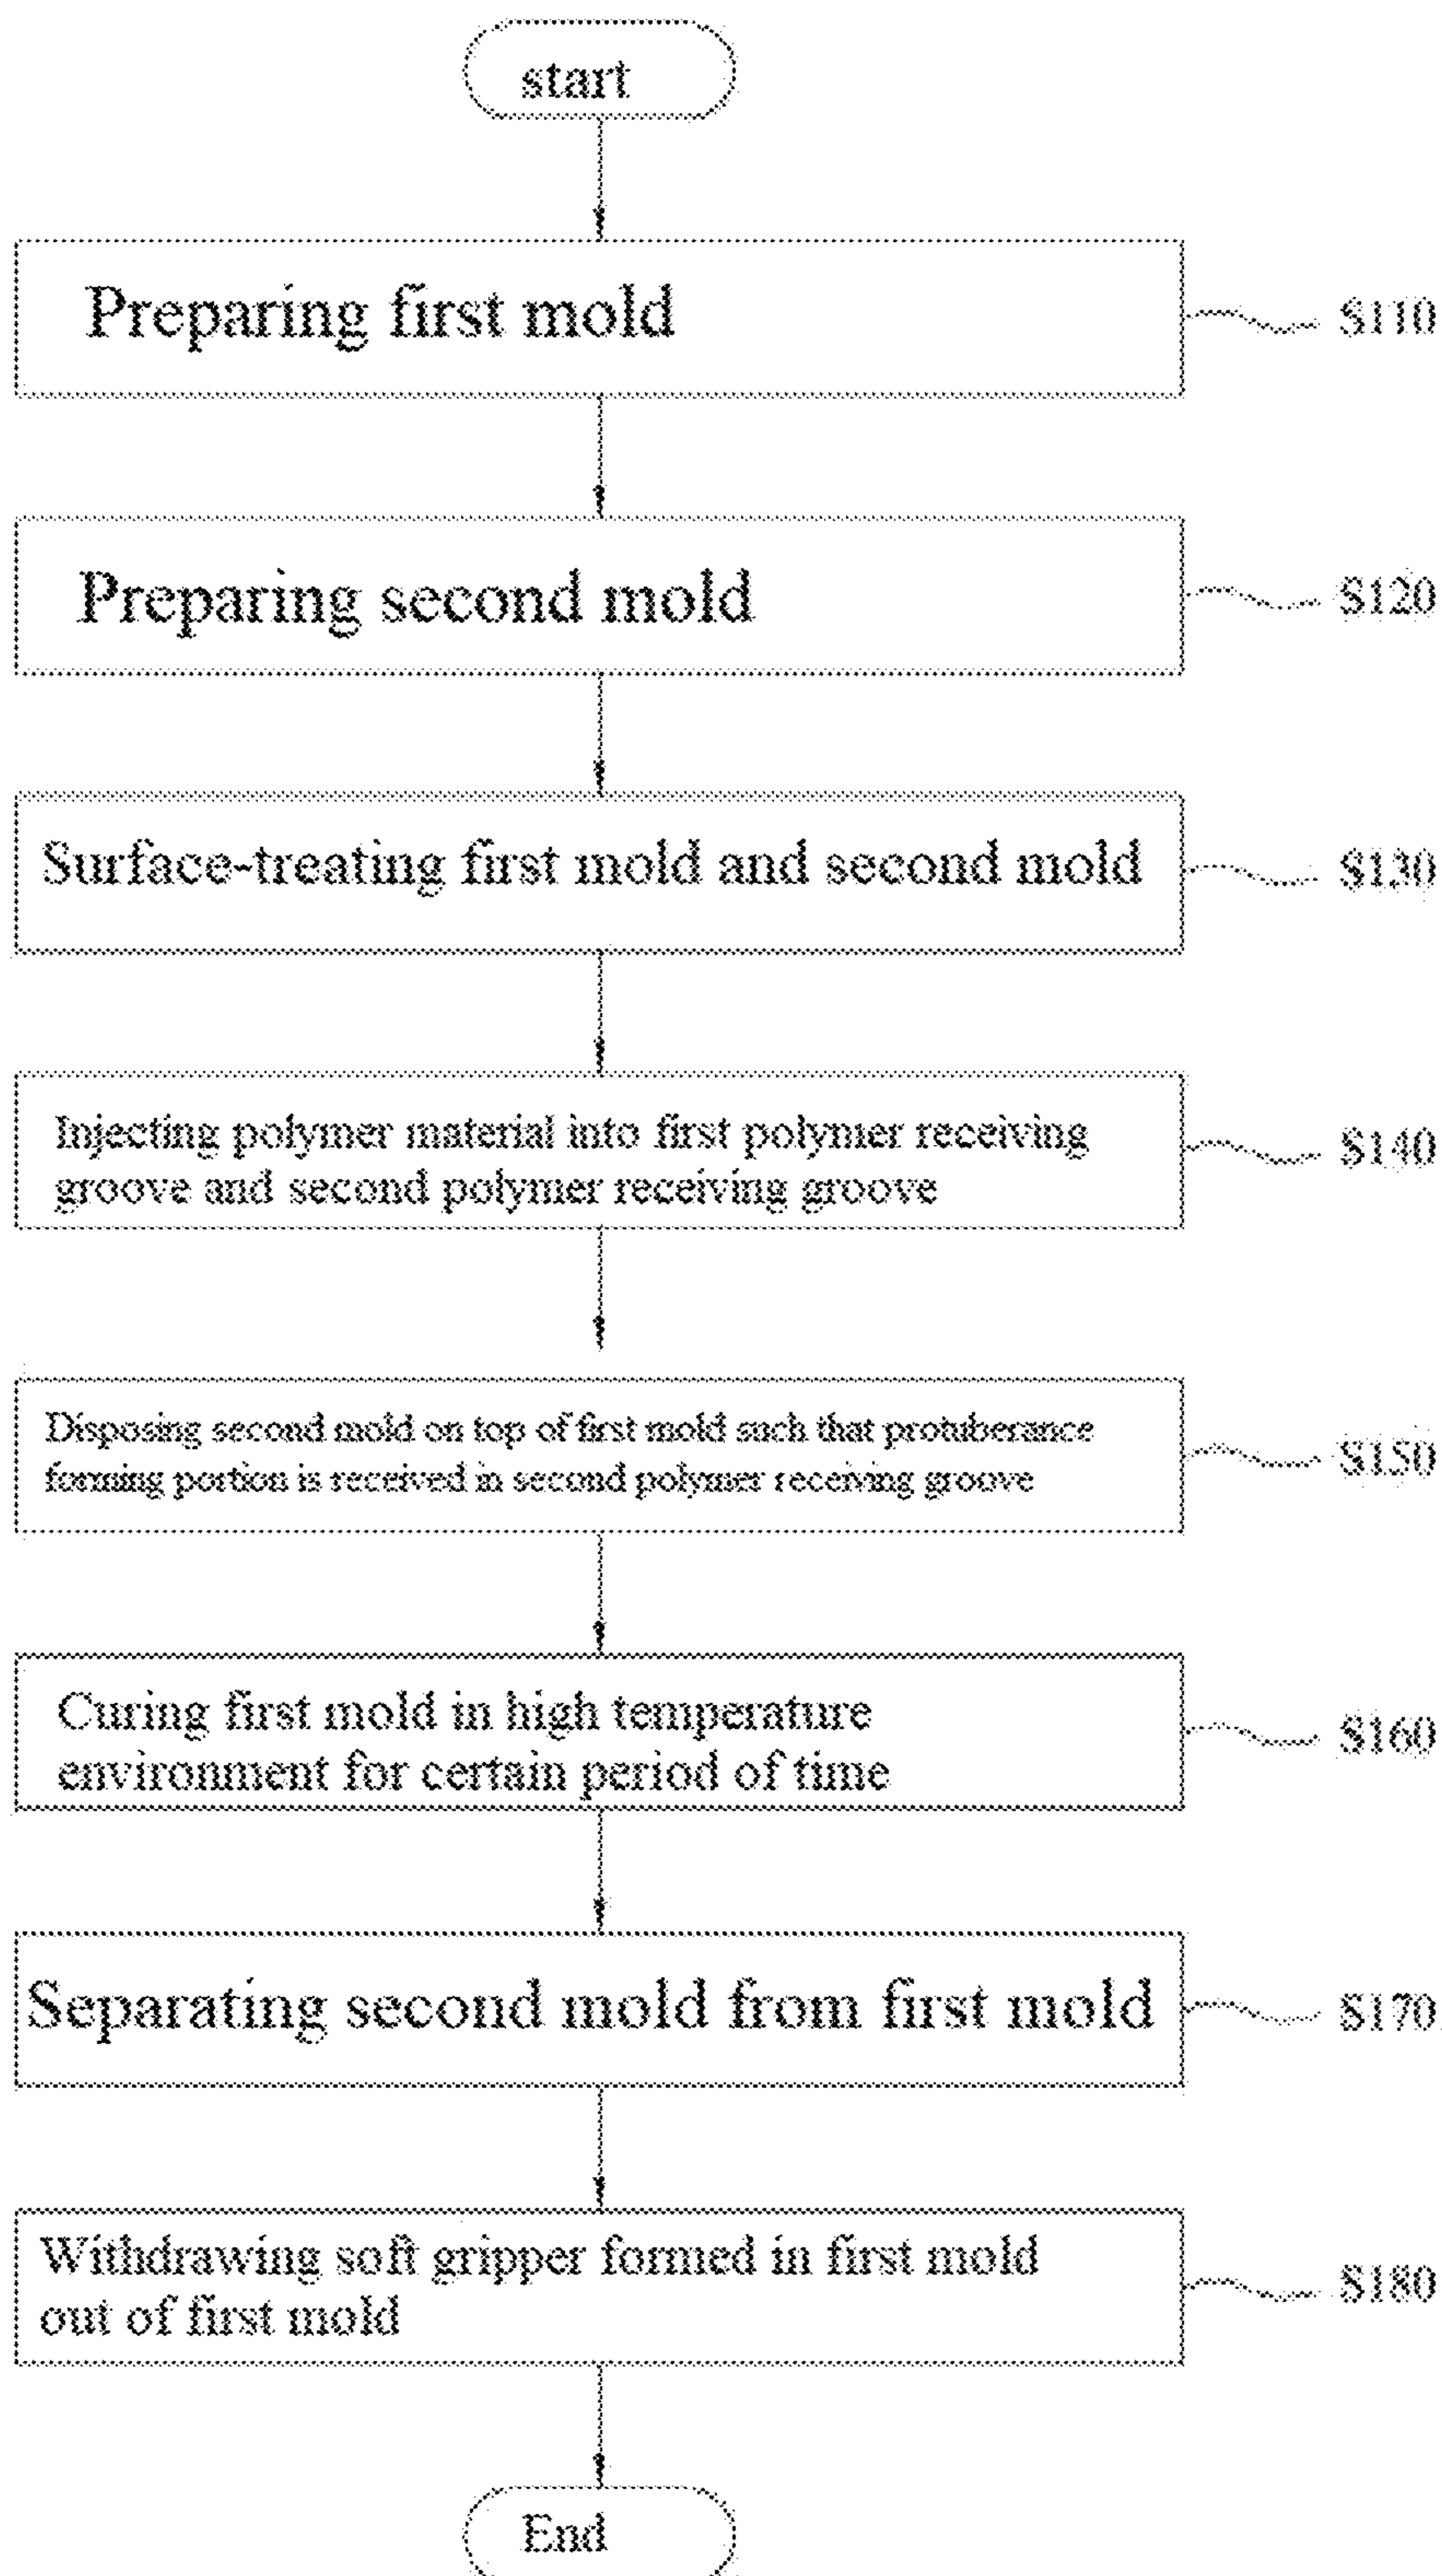 start
Preparing first mold
S110
Preparing second mold
S120
Surface-treating first mold and second mold
S130
Injecting polymer material into first polymer receiving
groove and second polymer receiving groove
S140
Disposing second mold on top of first mold such that protuberance
forming portion is received in second polymer receiving groove
S150
Curing first mold in high temperature
environment for certain period of time
S160
Separating second mold from first mold
S170
Withdrawing soft gripper formed in first mold
out of first mold
S180
End